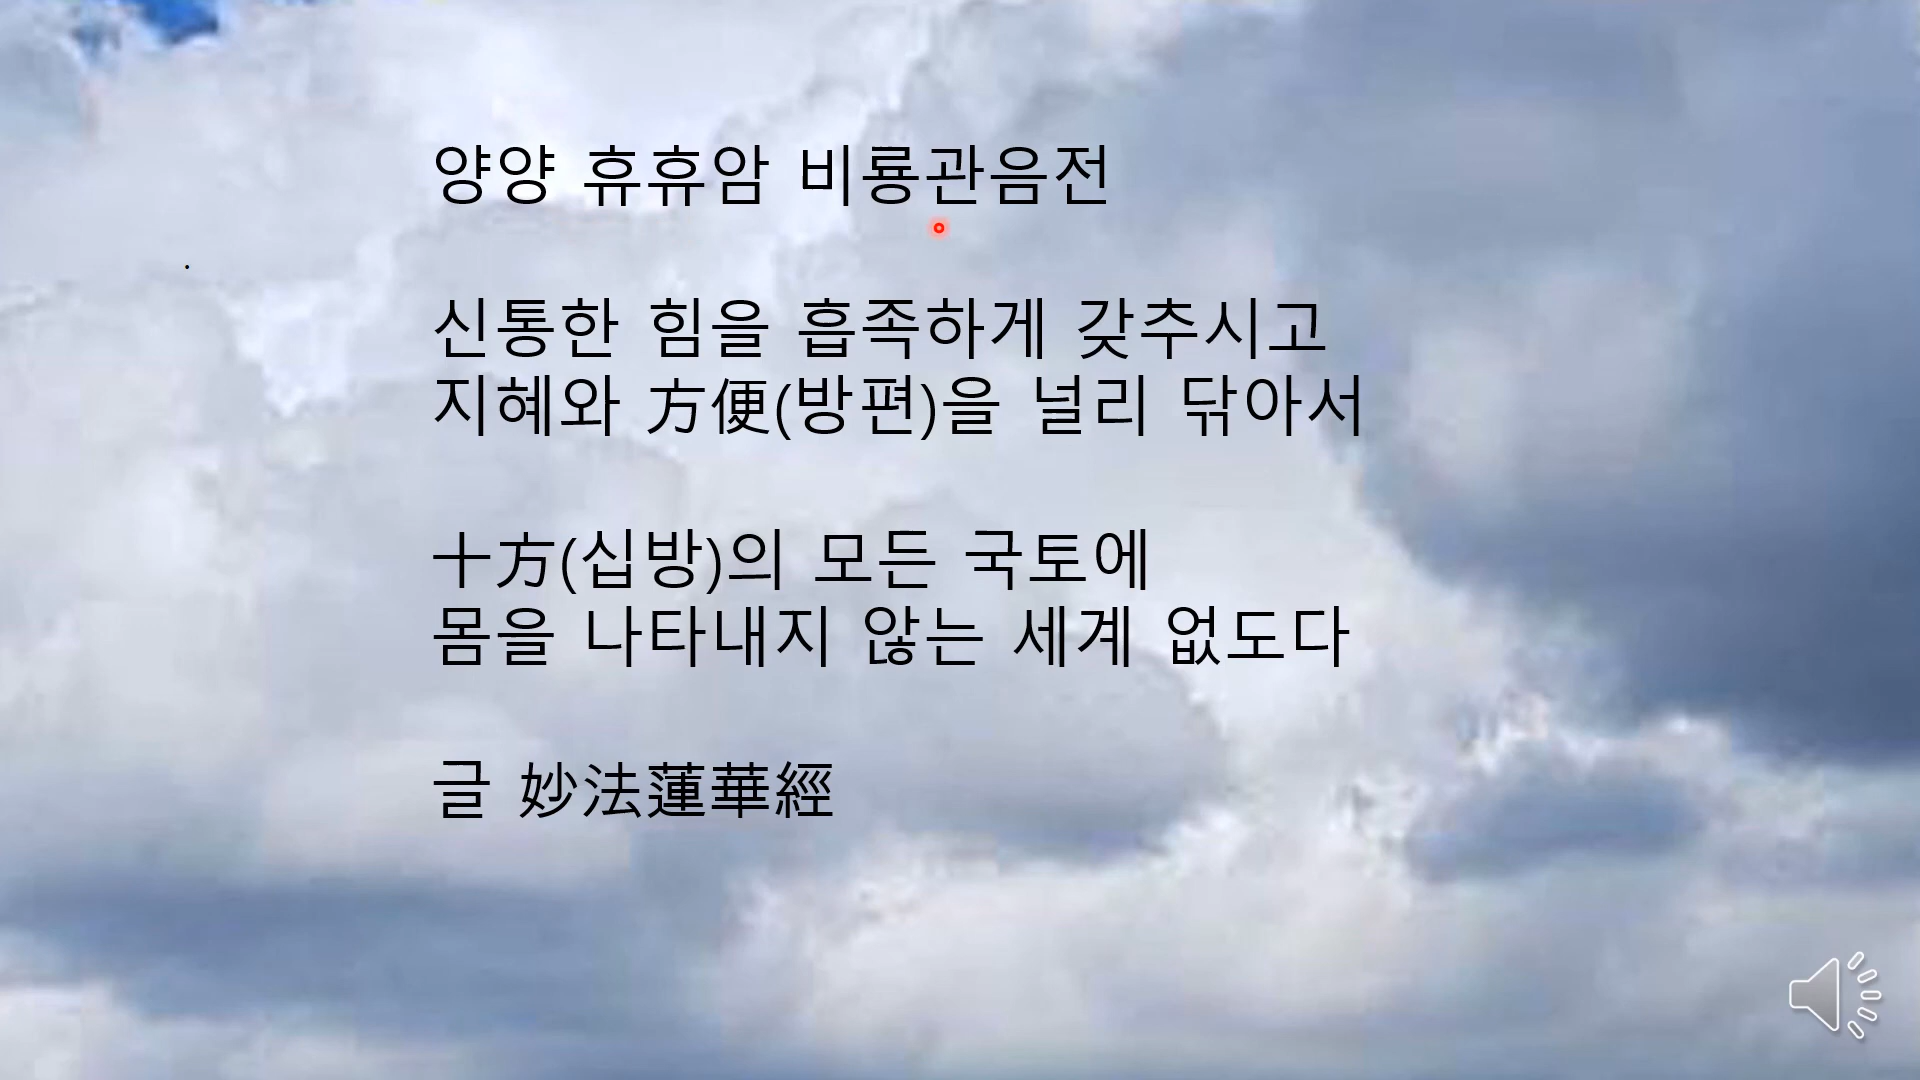 양양 휴휴암 비룡관음전
신통한 힘을 흡족하게 갖추시고
지혜와 方便(방편)을 널리 닦아서
十方(십방)의 모든 국토에
몸을 나타내지 않는 세계 없도다
글 妙法蓮華經